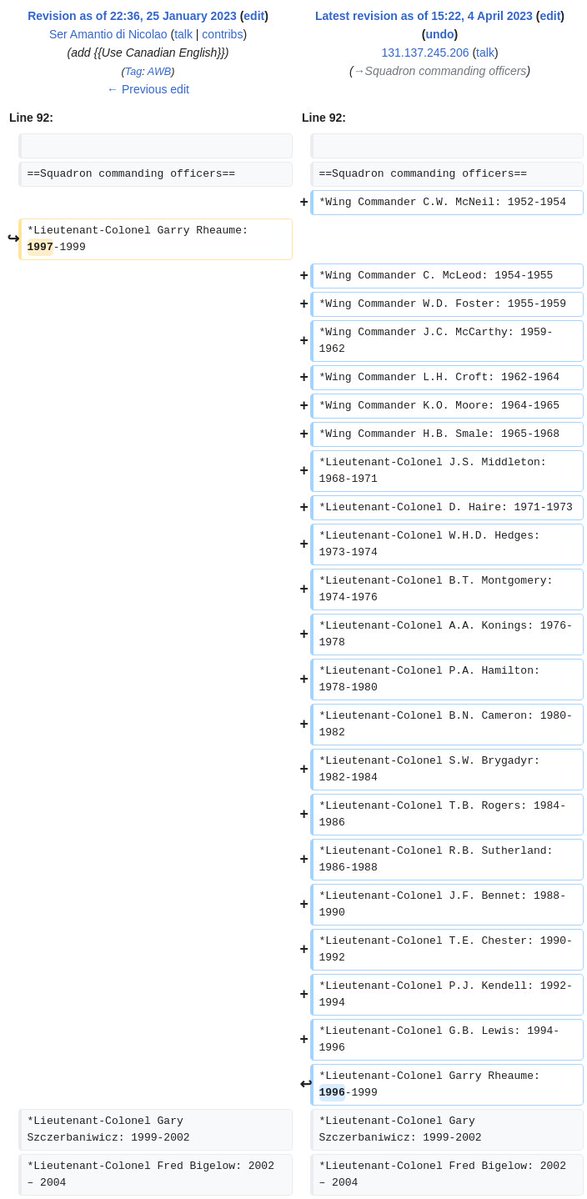 Revision as of 22:36, 25 January 2023 (edit)
Ser Amantio di Nicolao (talk | contribs)
(add {{Use Canadian English}})
(Tag: AWB)
← Previous edit
Latest revision as of 15:22, 4 April 2023 (edit)
(undo)
131.137.245.206 (talk)
(→Squadron commanding officers)
Line 92:
Line 92:
==Squadron commanding officers==
==Squadron commanding officers==
+ *Wing Commander C.W. McNeil: 1952-1954
*Lieutenant-Colonel Garry Rheaume:
1997-1999
+ *Wing Commander C. McLeod: 1954-1955
+ *Wing Commander W.D. Foster: 1955-1959
+ *Wing Commander J.C. McCarthy: 1959-
1962
+ *Wing Commander L.H. Croft: 1962-1964
+ *Wing Commander K.O. Moore: 1964-1965
+ *Wing Commander H.B. Smale: 1965-1968
+ *Lieutenant-Colonel J.S. Middleton:
1968-1971
+ *Lieutenant-Colonel D. Haire: 1971-1973
+ *Lieutenant-Colonel W.H.D. Hedges:
1973-1974
+ *Lieutenant-Colonel B.T. Montgomery:
1974-1976
+ *Lieutenant-Colonel A.A. Konings: 1976-
1978
+ *Lieutenant-Colonel P.A. Hamilton:
1978-1980
+ *Lieutenant-Colonel B.N. Cameron: 1980-
1982
+ *Lieutenant-Colonel S.W. Brygadyr:
1982-1984
+ *Lieutenant-Colonel T.B. Rogers: 1984-
1986
+ *Lieutenant-Colonel R.B. Sutherland:
1986-1988
+ *Lieutenant-Colonel J.F. Bennet: 1988-
1990
+ *Lieutenant-Colonel T.E. Chester: 1990-
1992
+ *Lieutenant-Colonel P.J. Kendell: 1992-
1994
+ *Lieutenant-Colonel G.B. Lewis: 1994-
1996
*Lieutenant-Colonel Garry Rheaume:
1996-1999
*Lieutenant-Colonel Gary
Szczerbaniwicz: 1999-2002
*Lieutenant-Colonel Gary
Szczerbaniwicz: 1999-2002
*Lieutenant-Colonel Fred Bigelow: 2002
– 2004
*Lieutenant-Colonel Fred Bigelow: 2002
– 2004